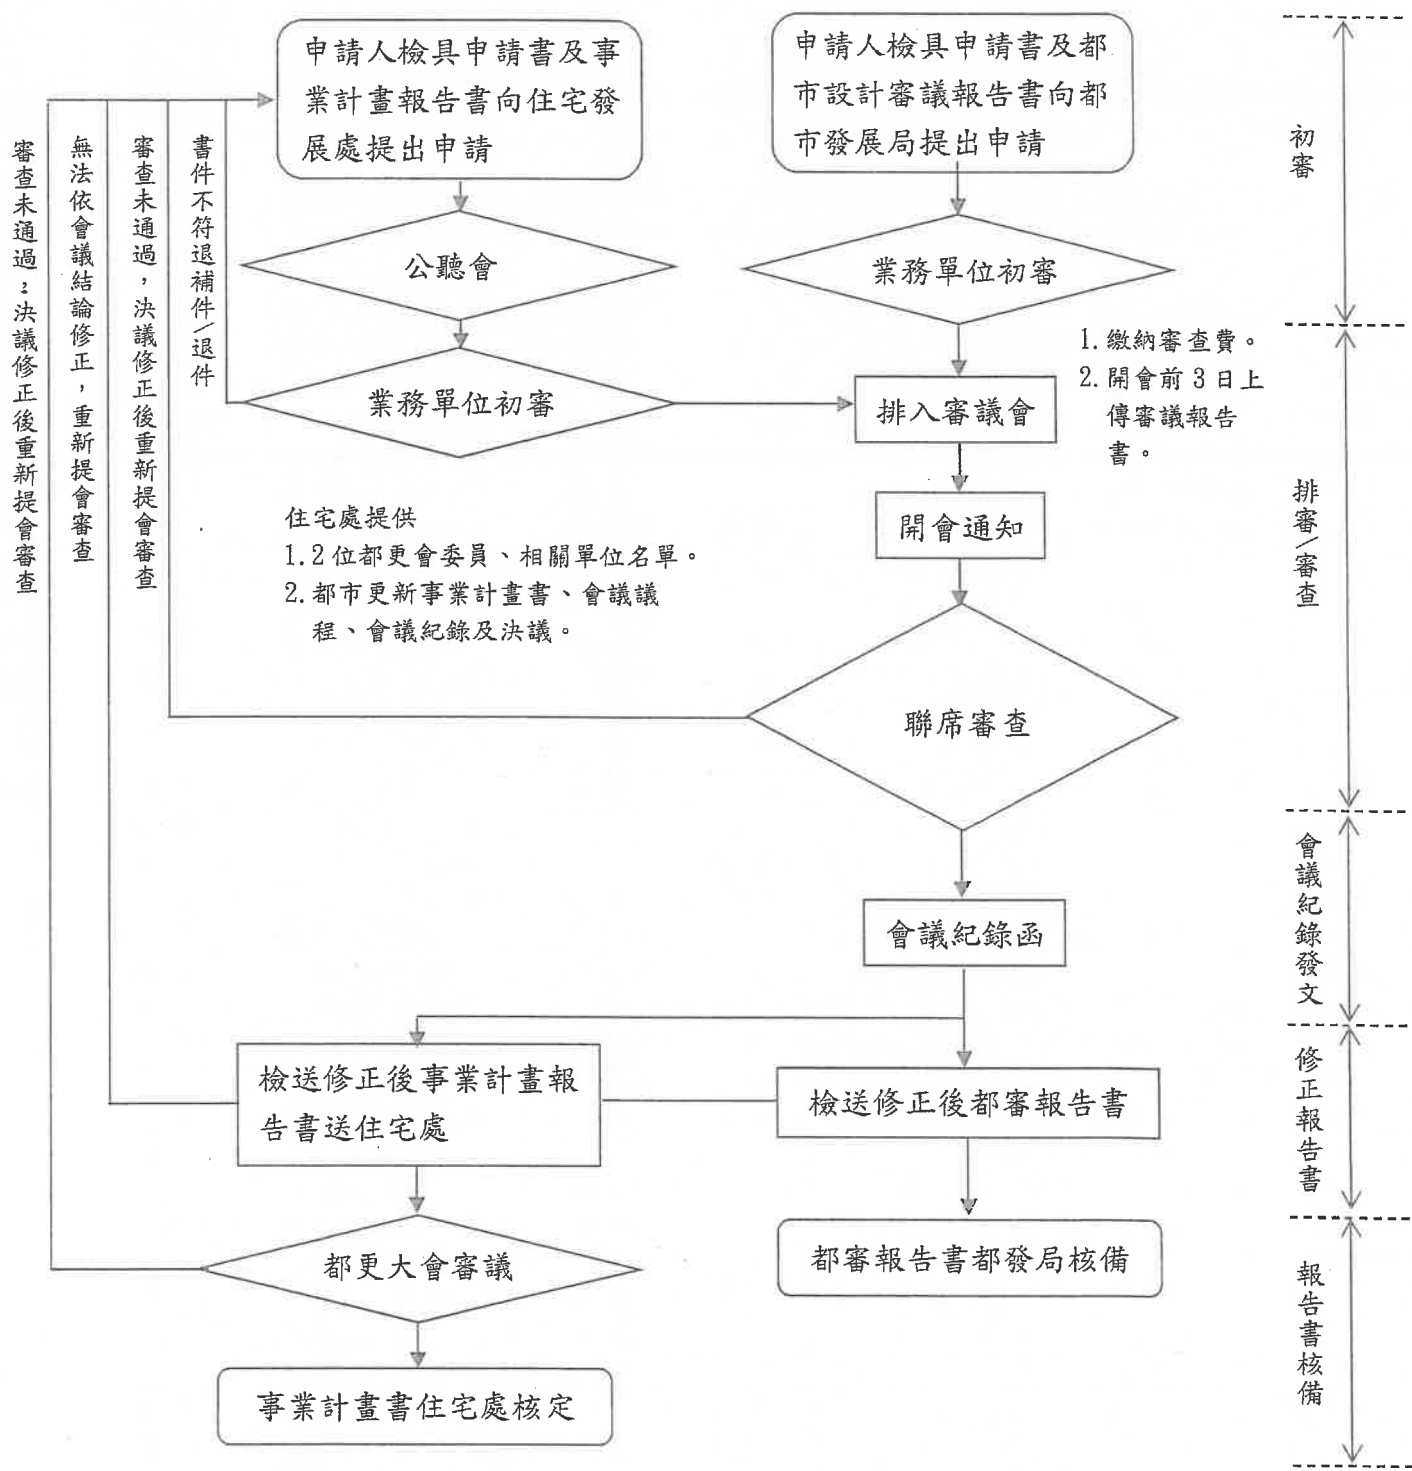 申請人檢具申請書及事
業計畫報告書向住宅發
展處提出申請
申請人檢具申請書及都
市設計審議報告書向都
市發展局提出申請
初審
審查未通過；決議修正後重新提會審查
無法依會議結論修正，重新提會審查
審查未通過，決議修正後重新提會審查
書件不符退補件/退件
公聽會
業務單位初審
業務單位初審
排入審議會
1.繳納審查費。
2.開會前3日上
傳審議報告
書。
排審/審查
開會通知
住宅處提供
1.2位都更會委員、相關單位名單。
2.都市更新事業計畫書、會議議
程、會議紀錄及決議。
聯席審查
會議紀錄函
會議紀錄發文
檢送修正後事業計畫報
告書送住宅處
檢送修正後都審報告書
修正報告書
都更大會審議
都審報告書都發局核備
報告書核備
事業計畫書住宅處核定